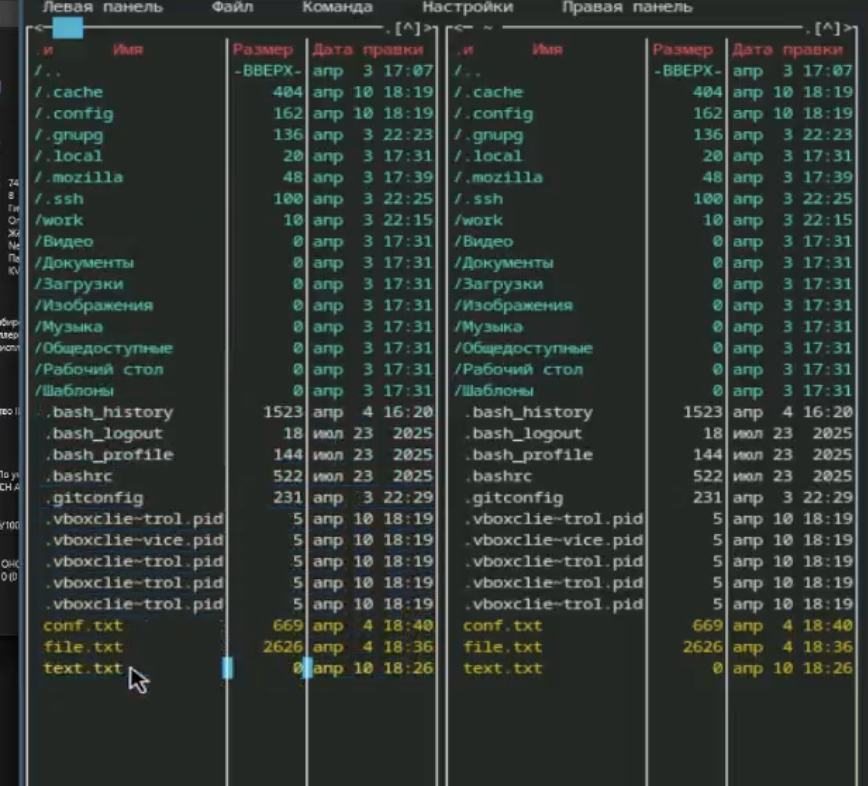 Левая панель Файл Команда Настройки Правая панель
<- .[^]> <- ~ .[^]>
.и Имя Размер Дата правки .и Имя Размер Дата правки
/.. -ВВЕРХ- апр 3 17:07 /.. -ВВЕРХ- апр 3 17:07
/.cache 404 апр 10 18:19 /.cache 404 апр 10 18:19
/.config 162 апр 10 18:19 /.config 162 апр 10 18:19
/.gnupg 136 апр 3 22:23 /.gnupg 136 апр 3 22:23
/.local 20 апр 3 17:31 /.local 20 апр 3 17:31
/.mozilla 48 апр 3 17:39 /.mozilla 48 апр 3 17:39
/.ssh 100 апр 3 22:25 /.ssh 100 апр 3 22:25
/work 10 апр 3 22:15 /work 10 апр 3 22:15
/Видео 0 апр 3 17:31 /Видео 0 апр 3 17:31
/Документы 0 апр 3 17:31 /Документы 0 апр 3 17:31
/Загрузки 0 апр 3 17:31 /Загрузки 0 апр 3 17:31
/Изображения 0 апр 3 17:31 /Изображения 0 апр 3 17:31
/Музыка 0 апр 3 17:31 /Музыка 0 апр 3 17:31
/Общедоступные 0 апр 3 17:31 /Общедоступные 0 апр 3 17:31
/Рабочий стол 0 апр 3 17:31 /Рабочий стол 0 апр 3 17:31
/Шаблоны 0 апр 3 17:31 /Шаблоны 0 апр 3 17:31
.bash_history 1523 апр 4 16:20 .bash_history 1523 апр 4 16:20
.bash_logout 18 июл 23 2025 .bash_logout 18 июл 23 2025
.bash_profile 144 июл 23 2025 .bash_profile 144 июл 23 2025
.bashrc 522 июл 23 2025 .bashrc 522 июл 23 2025
.gitconfig 231 апр 3 22:29 .gitconfig 231 апр 3 22:29
.vboxclie~trol.pid 5 апр 10 18:19 .vboxclie~trol.pid 5 апр 10 18:19
.vboxclie~vice.pid 5 апр 10 18:19 .vboxclie~vice.pid 5 апр 10 18:19
.vboxclie~trol.pid 5 апр 10 18:19 .vboxclie~trol.pid 5 апр 10 18:19
.vboxclie~trol.pid 5 апр 10 18:19 .vboxclie~trol.pid 5 апр 10 18:19
.vboxclie~trol.pid 5 апр 10 18:19 .vboxclie~trol.pid 5 апр 10 18:19
conf.txt 669 апр 4 18:40 conf.txt 669 апр 4 18:40
file.txt 2626 апр 4 18:36 file.txt 2626 апр 4 18:36
text.txt 0 апр 10 18:26 text.txt 0 апр 10 18:26